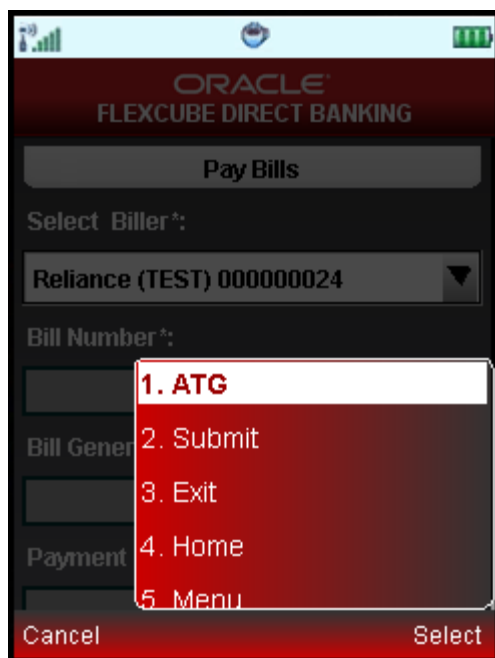 ORACLE
FLEXCUBE DIRECT BANKING
Pay Bills
Select Biller*:
Reliance (TEST) 000000024
Bill Number*:
1. ATG
Bill Gener
2. Submit
3. Exit
Payment
4. Home
5 Menu
Cancel Select